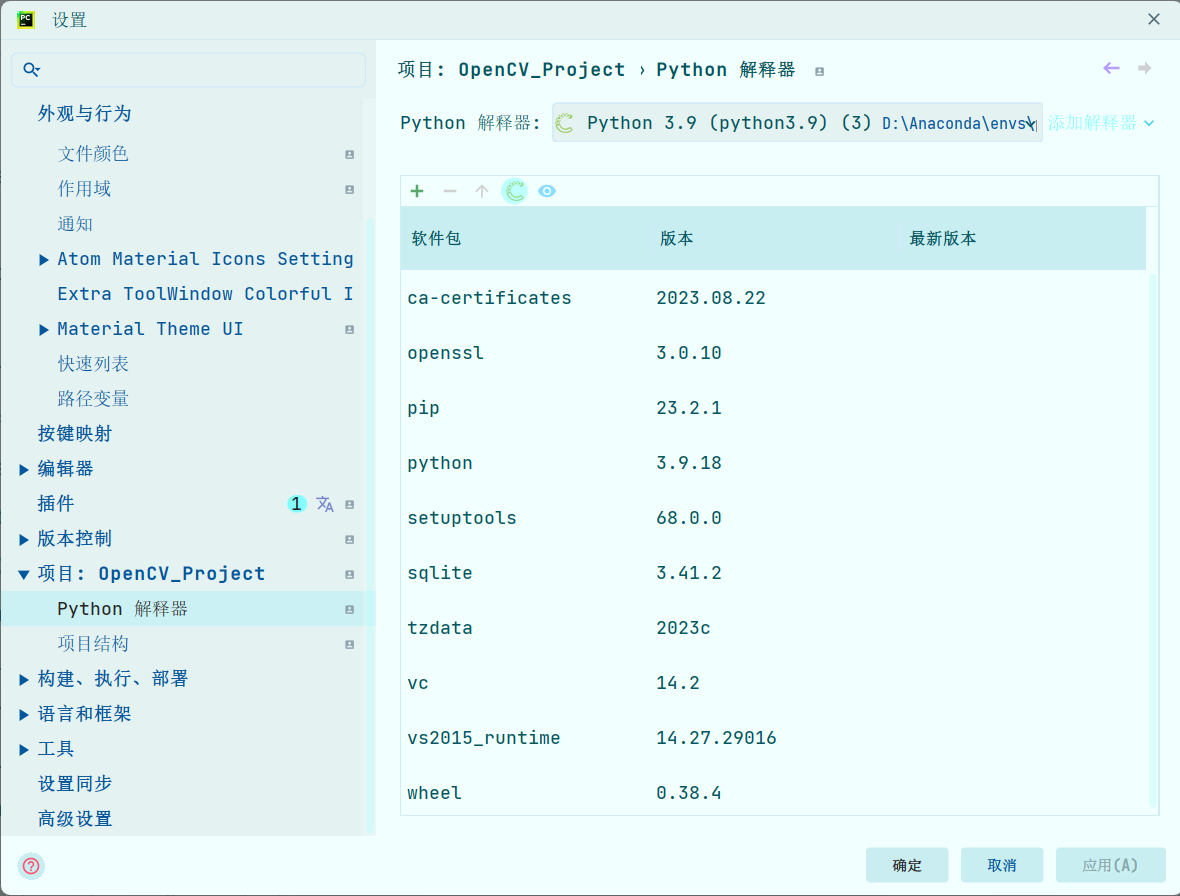 设置
外观与行为
文件颜色
作用域
通知
Atom Material Icons Setting
Extra ToolWindow Colorful I
Material Theme UI
快速列表
路径变量
按键映射
编辑器
插件 1
版本控制
项目: OpenCV_Project
Python 解释器
项目结构
构建、执行、部署
语言和框架
工具
设置同步
高级设置
项目: OpenCV_Project › Python 解释器
Python 解释器: Python 3.9 (python3.9) (3) D:\Anaconda\envs\ 添加解释器
软件包 版本 最新版本
ca-certificates 2023.08.22
openssl 3.0.10
pip 23.2.1
python 3.9.18
setuptools 68.0.0
sqlite 3.41.2
tzdata 2023c
vc 14.2
vs2015_runtime 14.27.29016
wheel 0.38.4
确定 取消 应用(A)